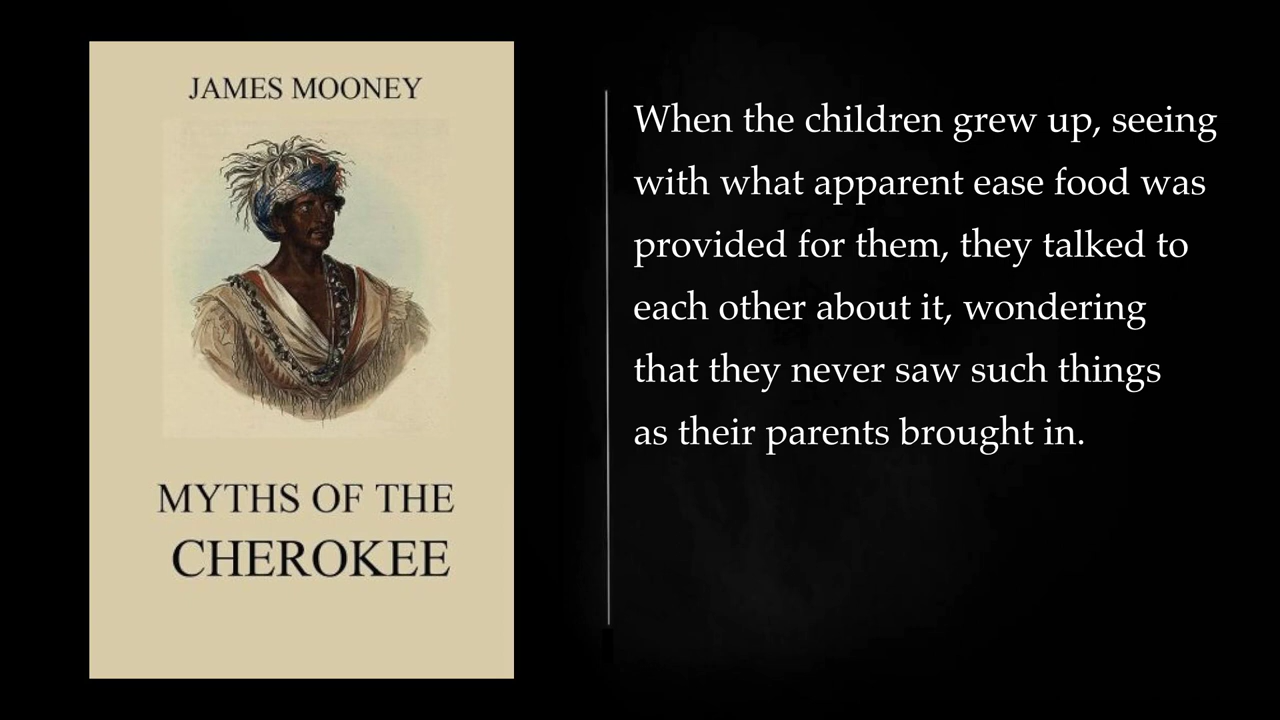 JAMES MOONEY
MYTHS OF THE
CHEROKEE
When the children grew up, seeing
with what apparent ease food was
provided for them, they talked to
each other about it, wondering
that they never saw such things
as their parents brought in.